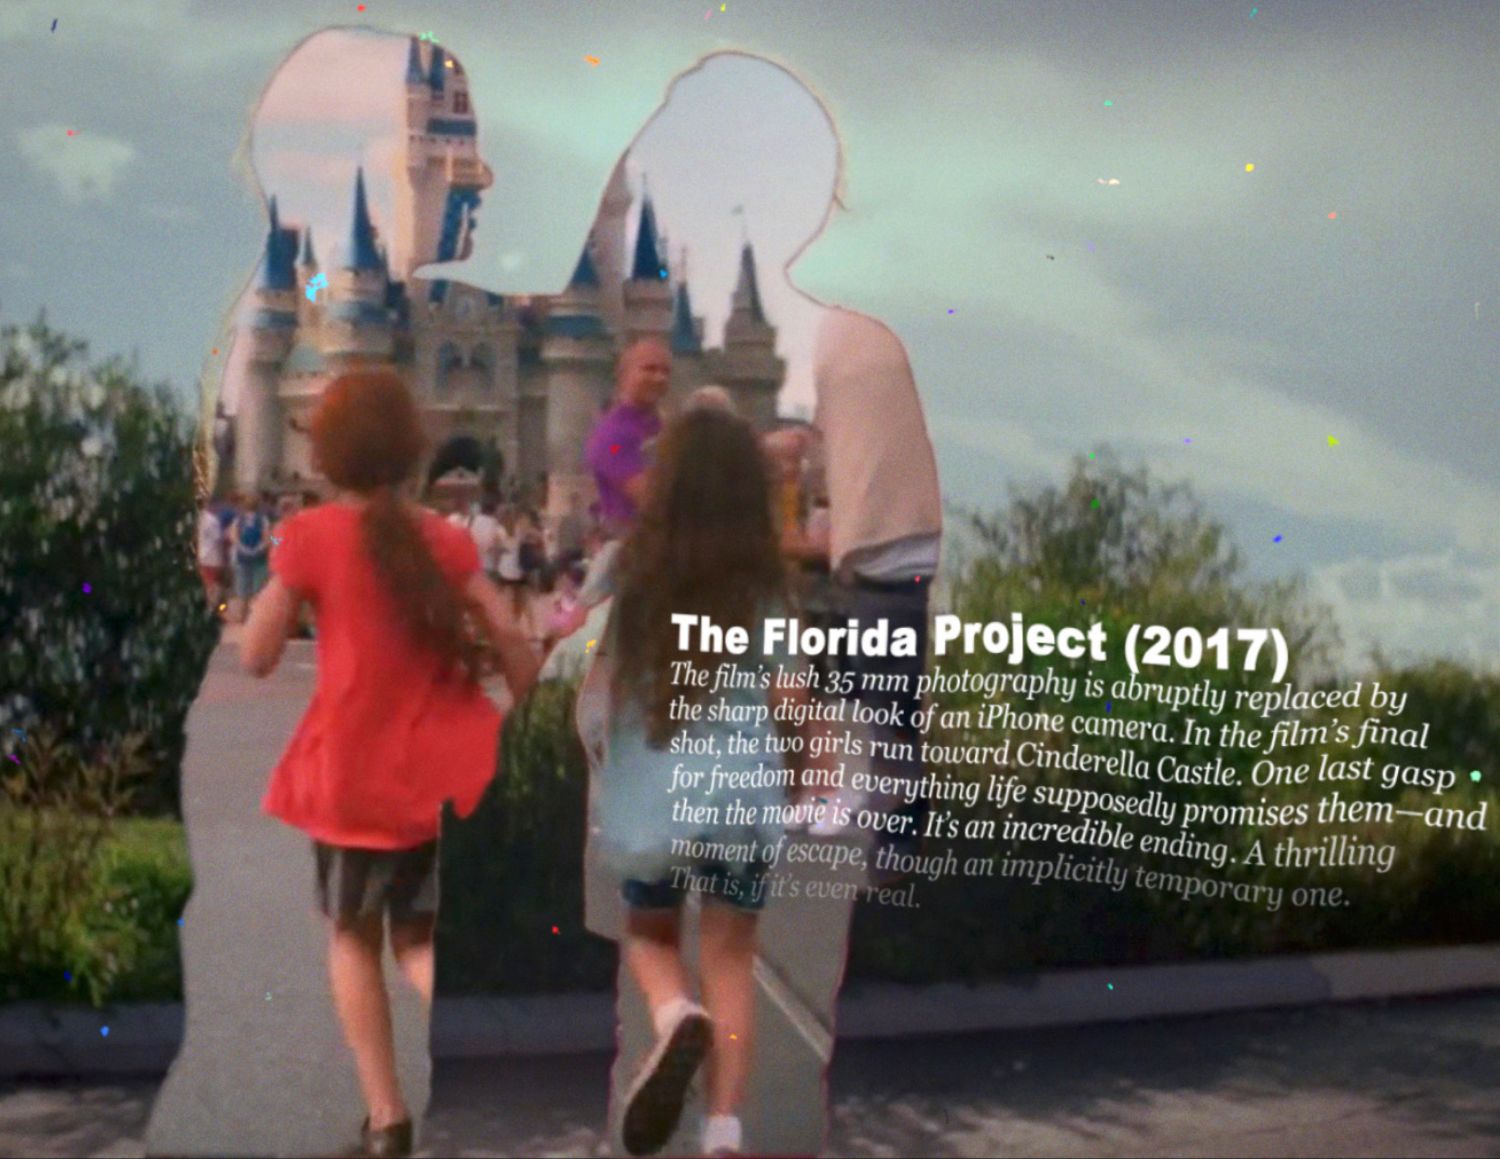 The Florida Project (2017)
The film's lush 35 mm photography is abruptly replaced by
the sharp digital look of an iPhone camera. In the film's final
shot, the two girls run toward Cinderella Castle. One last gasp
for freedom and everything life supposedly promises them—and
then the movie is over. It's an incredible ending. A thrilling
moment of escape, though an implicitly temporary one.
That is, if it's even real.